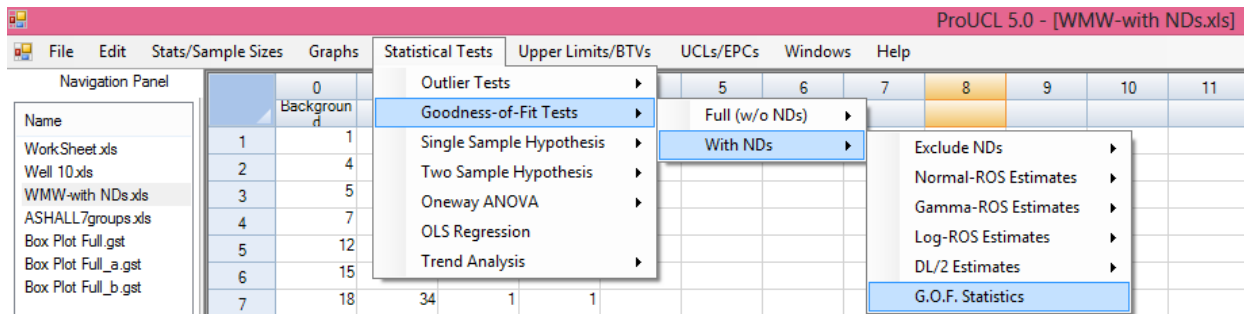 ProUCL 5.0 - [WMW-with NDs.xls]
File Edit Stats/Sample Sizes Graphs Statistical Tests Upper Limits/BTVs UCLs/EPCs Windows Help
Navigation Panel
Name
WorkSheet.xls
Well 10.xls
WMW-with NDs.xls
ASHALL7groups.xls
Box Plot Full.gst
Box Plot Full_a.gst
Box Plot Full_b.gst
0 5 6 7 8 9 10 11
Backgroun
d
1 1
2 4
3 5
4 7
5 12
6 15
7 18 34 1 1
Outlier Tests
Goodness-of-Fit Tests
Single Sample Hypothesis
Two Sample Hypothesis
Oneway ANOVA
OLS Regression
Trend Analysis
Full (w/o NDs)
With NDs
Exclude NDs
Normal-ROS Estimates
Gamma-ROS Estimates
Log-ROS Estimates
DL/2 Estimates
G.O.F. Statistics